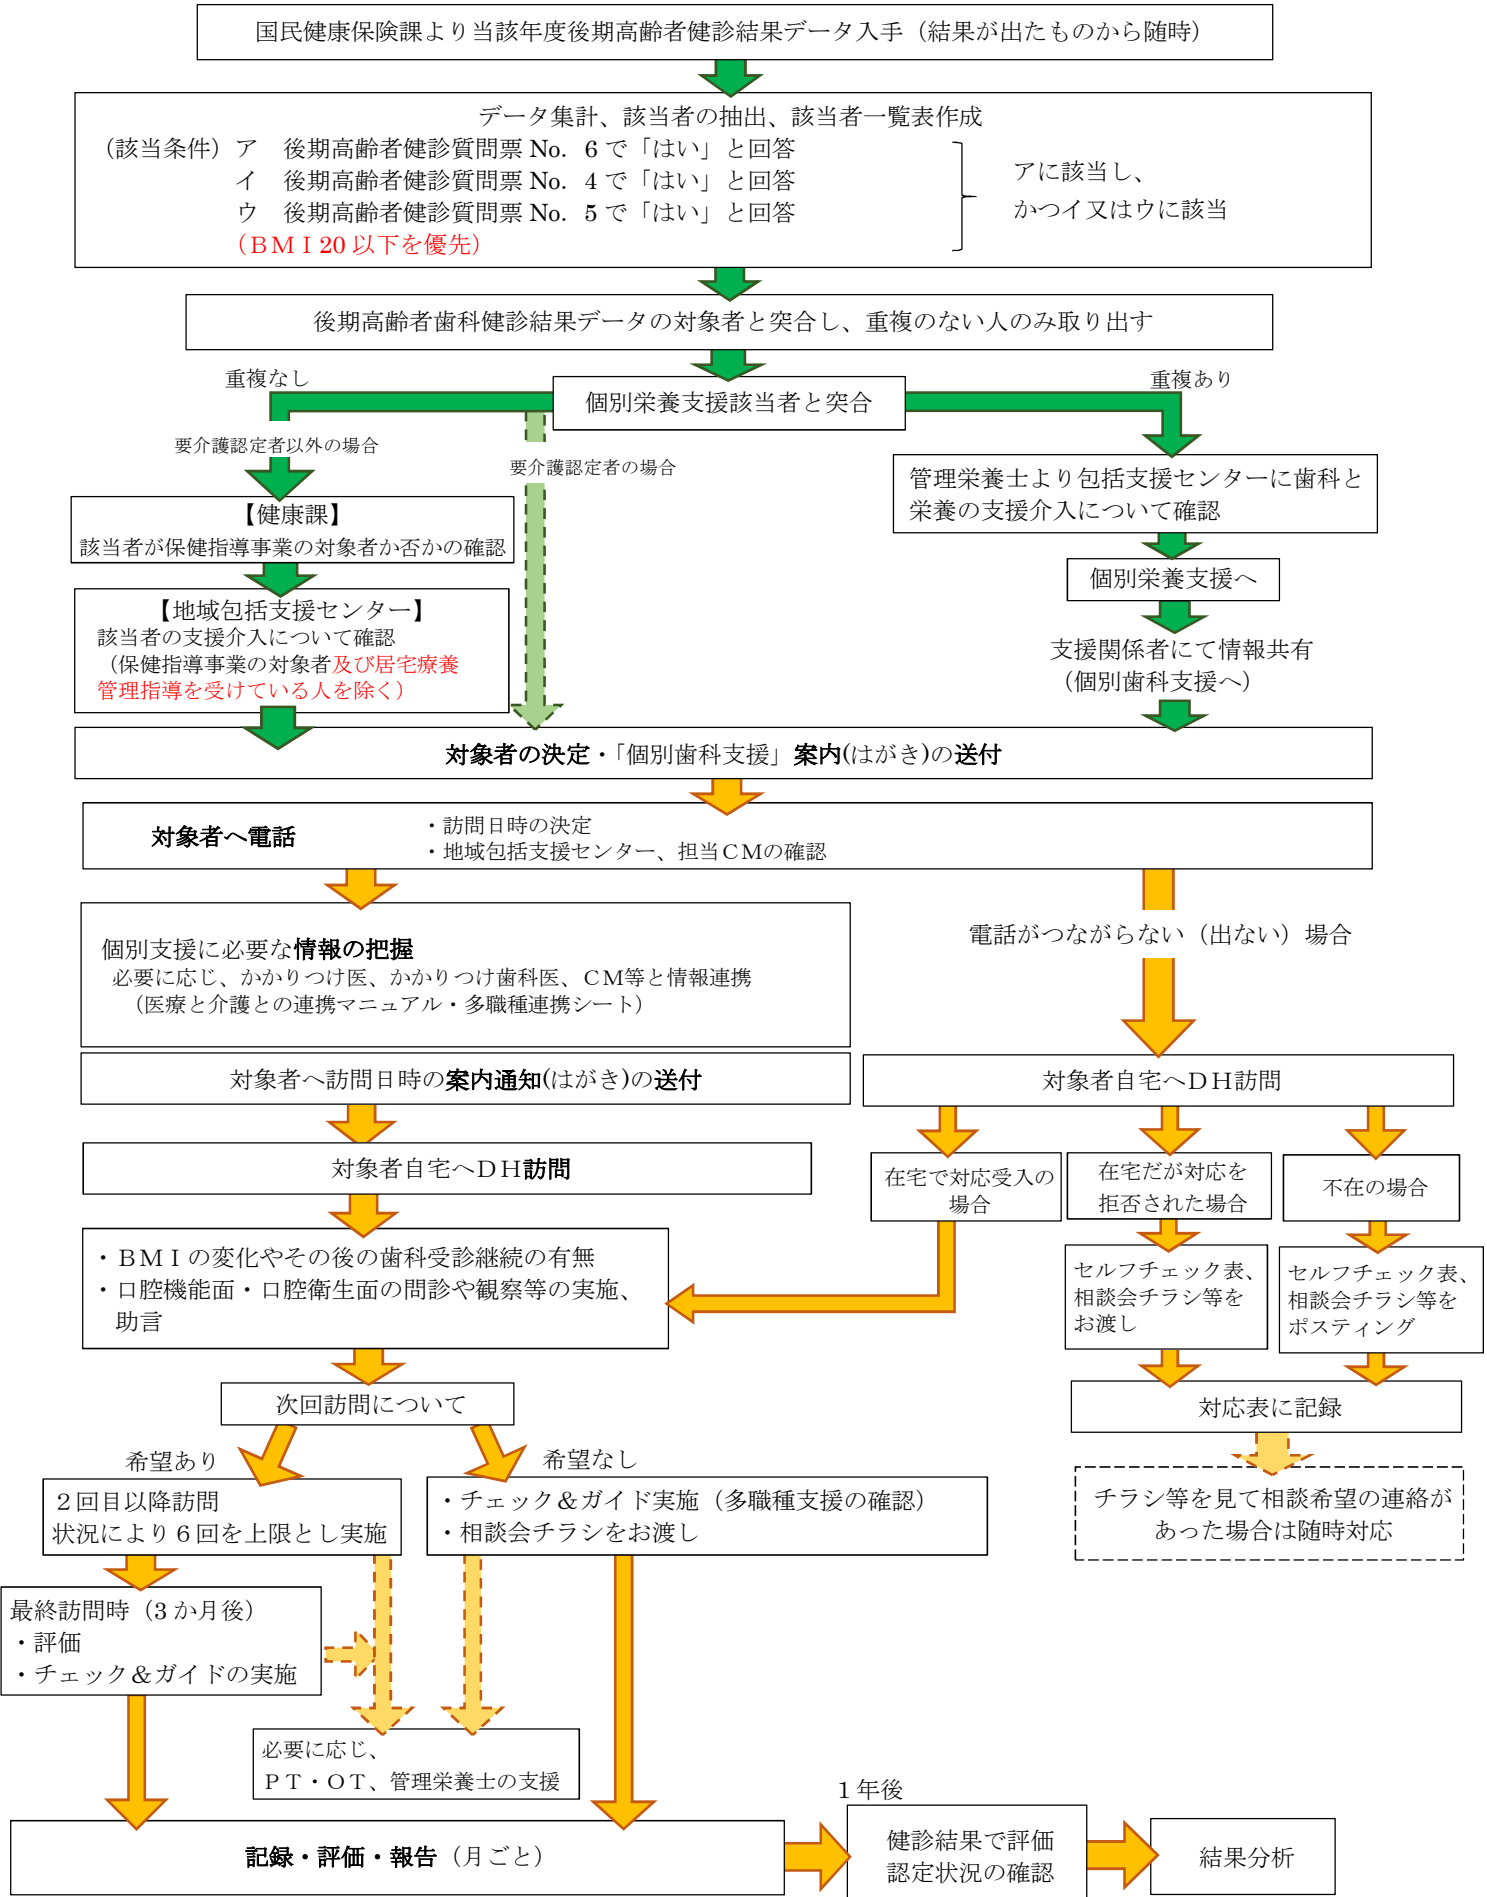 国民健康保険課より当該年度後期高齢者健診結果データ入手（結果が出たものから随時）
データ集計、該当者の抽出、該当者一覧表作成
（該当条件）ア　後期高齢者健診質問票 No. 6 で「はい」と回答
イ　後期高齢者健診質問票 No. 4 で「はい」と回答
ウ　後期高齢者健診質問票 No. 5 で「はい」と回答
（ＢＭＩ20 以下を優先）
アに該当し、
かつイ又はウに該当
後期高齢者歯科健診結果データの対象者と突合し、重複のない人のみ取り出す
重複なし
個別栄養支援該当者と突合
重複あり
要介護認定者以外の場合
要介護認定者の場合
【健康課】
該当者が保健指導事業の対象者か否かの確認
管理栄養士より包括支援センターに歯科と
栄養の支援介入について確認
個別栄養支援へ
【地域包括支援センター】
該当者の支援介入について確認
（保健指導事業の対象者及び居宅療養
管理指導を受けている人を除く）
支援関係者にて情報共有
（個別歯科支援へ）
対象者の決定・「個別歯科支援」案内(はがき)の送付
対象者へ電話
・訪問日時の決定
・地域包括支援センター、担当ＣＭの確認
個別支援に必要な情報の把握
必要に応じ、かかりつけ医、かかりつけ歯科医、ＣＭ等と情報連携
（医療と介護との連携マニュアル・多職種連携シート）
電話がつながらない（出ない）場合
対象者へ訪問日時の案内通知(はがき)の送付
対象者自宅へＤＨ訪問
対象者自宅へＤＨ訪問
在宅で対応受入の
場合
在宅だが対応を
拒否された場合
不在の場合
・ＢＭＩの変化やその後の歯科受診継続の有無
・口腔機能面・口腔衛生面の問診や観察等の実施、
助言
セルフチェック表、
相談会チラシ等を
お渡し
セルフチェック表、
相談会チラシ等を
ポスティング
次回訪問について
対応表に記録
希望あり
希望なし
２回目以降訪問
状況により６回を上限とし実施
・チェック＆ガイド実施（多職種支援の確認）
・相談会チラシをお渡し
チラシ等を見て相談希望の連絡が
あった場合は随時対応
最終訪問時（3 か月後）
・評価
・チェック＆ガイドの実施
必要に応じ、
ＰＴ・ＯＴ、管理栄養士の支援
１年後
記録・評価・報告（月ごと）
健診結果で評価
認定状況の確認
結果分析